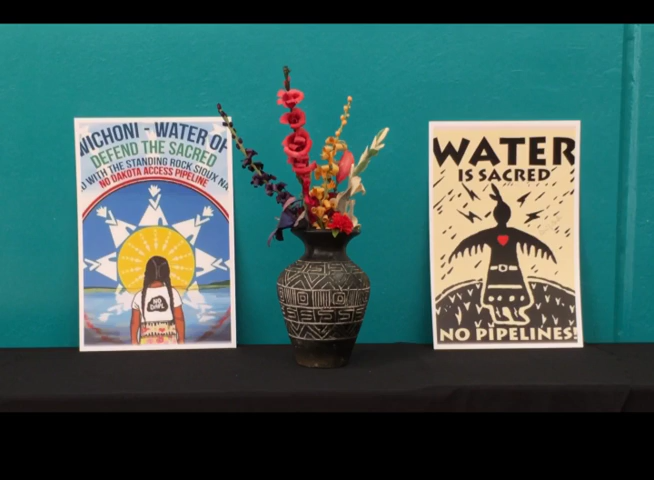 WICHONI - WATER OF
DEFEND THE SACRED
WITH THE STANDING ROCK SIOUX NA
NO DAKOTA ACCESS PIPELINE
NO
DAPL
WATER
IS SACRED
NO PIPELINES!